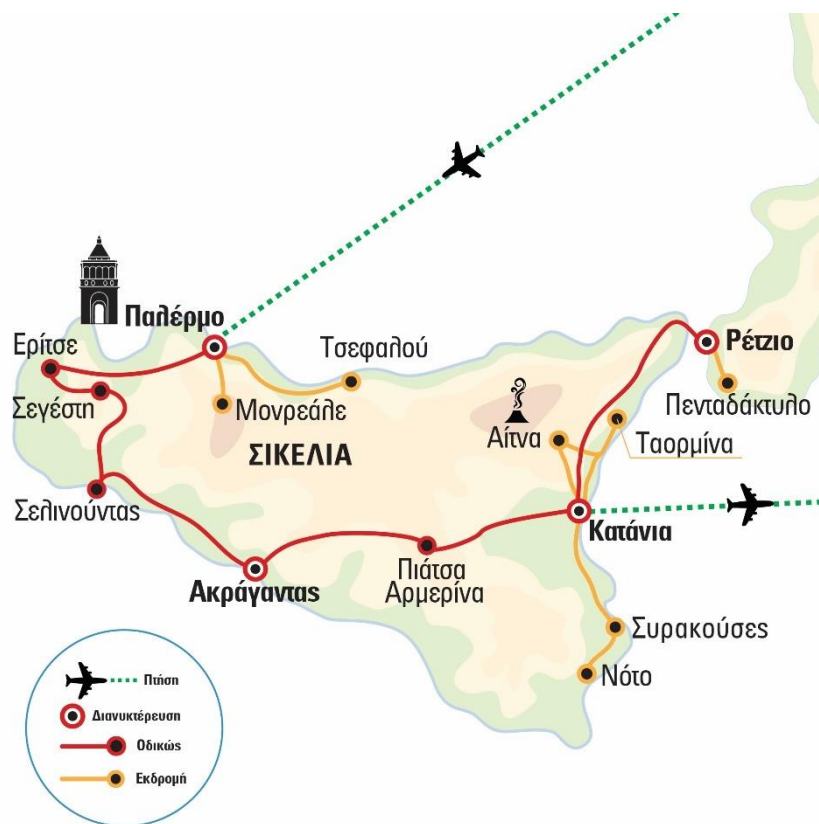 Παλέρμο
Τσεφαλού
Ρέτζιο
Ερίτσε
Σεγέστη
Μονρεάλε
Πενταδάκτυλο
Αίτνα
Ταορμίνα
ΣΙΚΕΛΙΑ
Σελινούντας
Κατάνια
Ακράγαντας
Πιάτσα
Αρμερίνα
Συρακούσες
Νότο
Πτήση
Διανυκτέρευση
Οδικώς
Εκδρομή